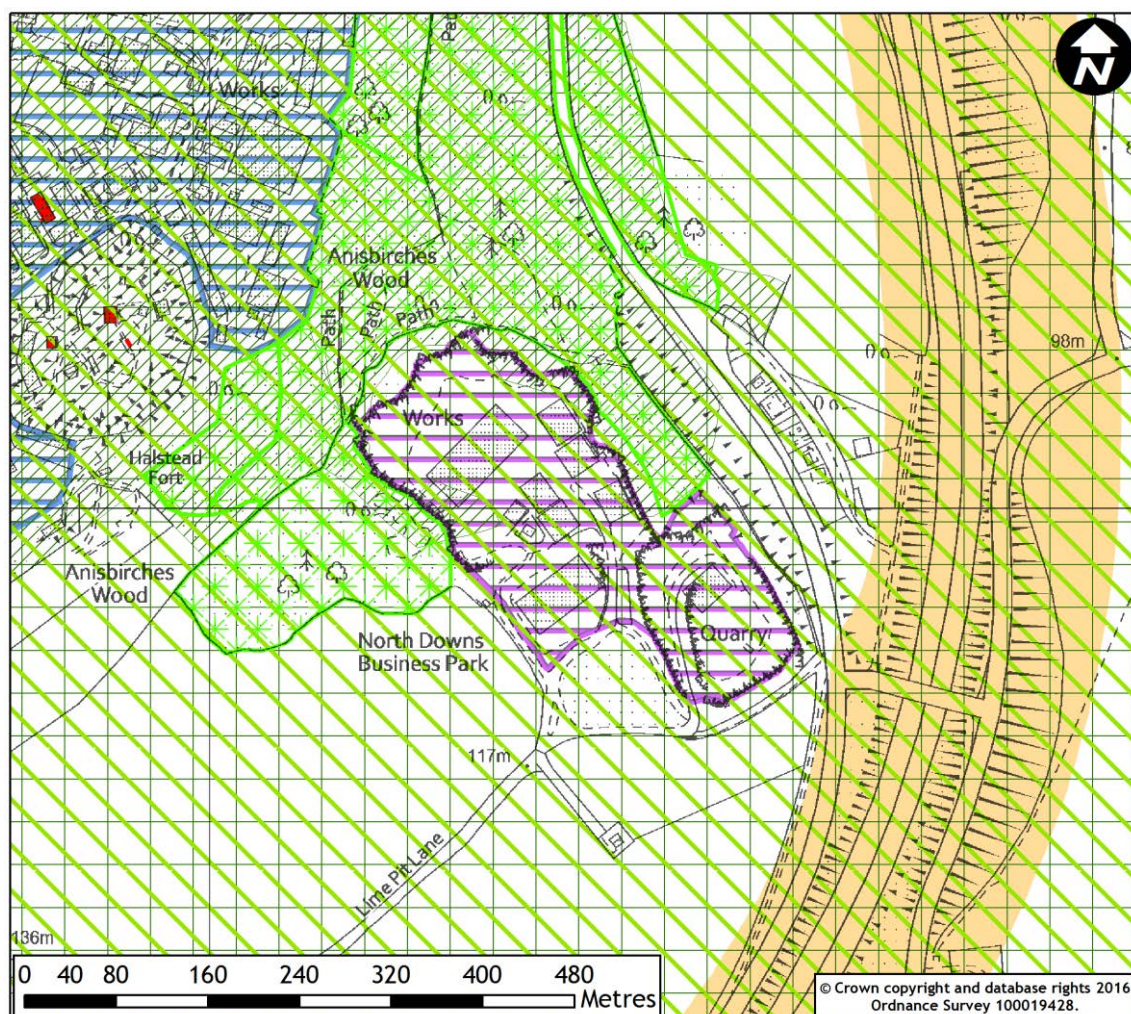 Path
N
Works
Anisbirches
Wood
Path
Path
Path
98m
Works
Halstead
Fort
Anisbirches
Wood
North Downs
Business Park
Quarry
117m
Lime Pit Lane
136m
0 40 80 160 240 320 400 480 Metres
© Crown copyright and database rights 2016
Ordnance Survey 100019428.